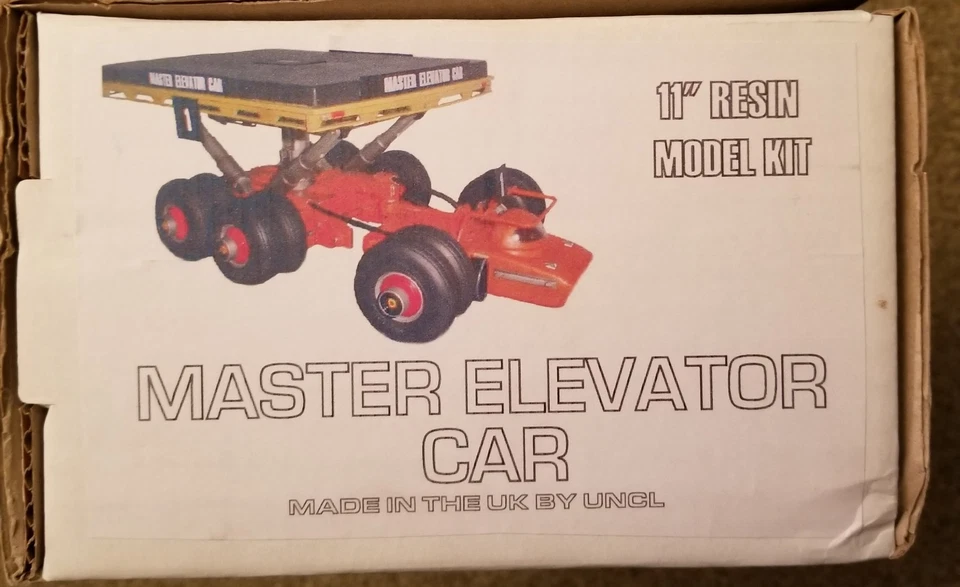 MASTER ELEVATOR CAR
MASTER ELEVATOR CAR
1
11" RESIN
MODEL KIT
MASTER ELEVATOR
CAR
MADE IN THE UK BY UNCL